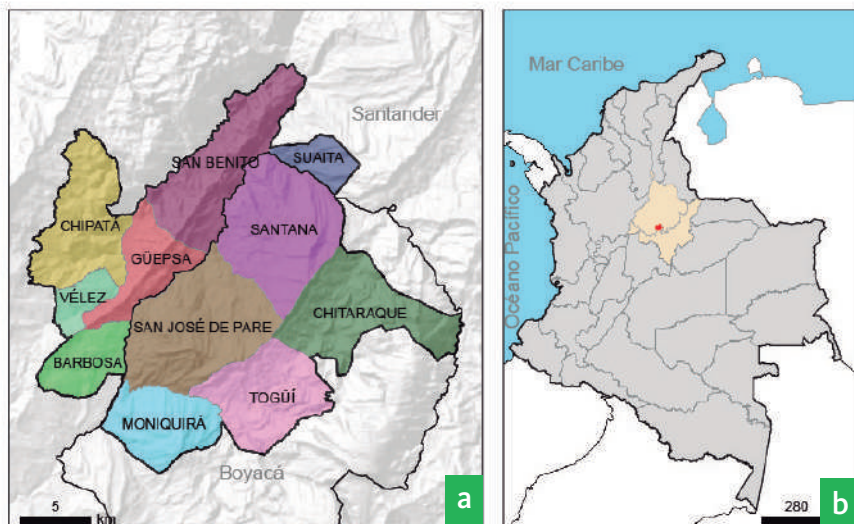 Santander
SAN BENITO
SUAITA
CHIPATÁ
SANTANA
GÜEPSA
VÉLEZ
CHITARAQUE
SAN JOSÉ DE PARE
BARBOSA
TOGÜÍ
MONIQUIRÁ
Boyacá
5
km
a
Mar Caribe
Océano Pacífico
280
b